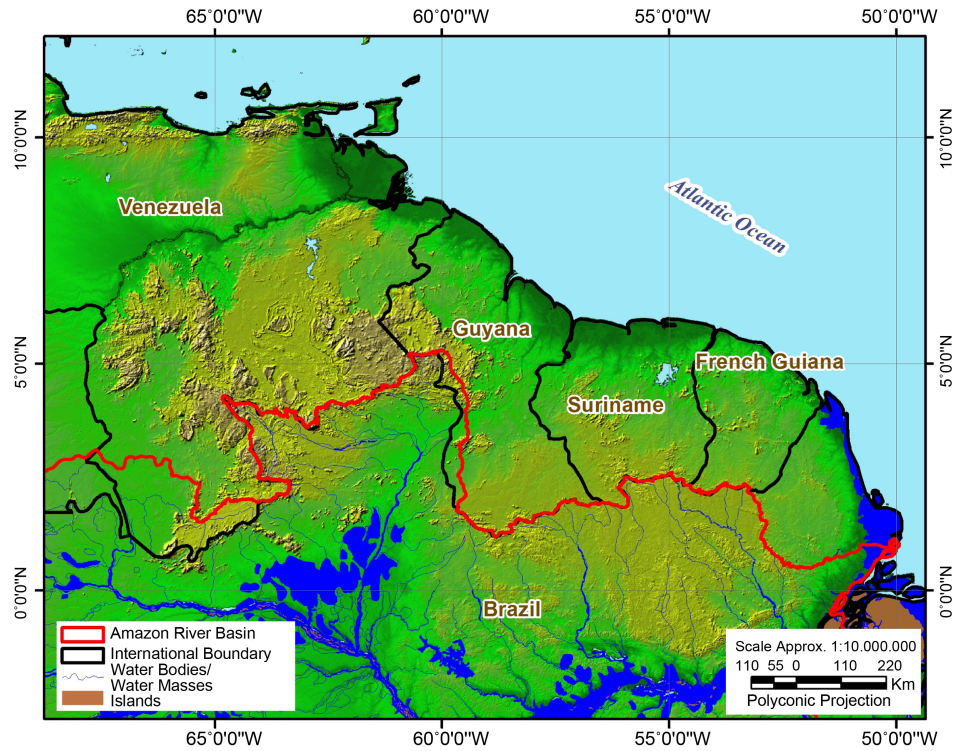 65°0'0"W 60°0'0"W 55°0'0"W 50°0'0"W
10°0'0"N 10°0'0"N
Venezuela
Atlantic Ocean
Guyana
5°0'0"N 5°0'0"N
French Guiana
Suriname
0°0'0"N 0°0'0"N
Brazil
Amazon River Basin
International Boundary
Water Bodies/
Water Masses
Islands
Scale Approx. 1:10.000.000
110 55 0 110 220
Km
Polyconic Projection
65°0'0"W 60°0'0"W 55°0'0"W 50°0'0"W